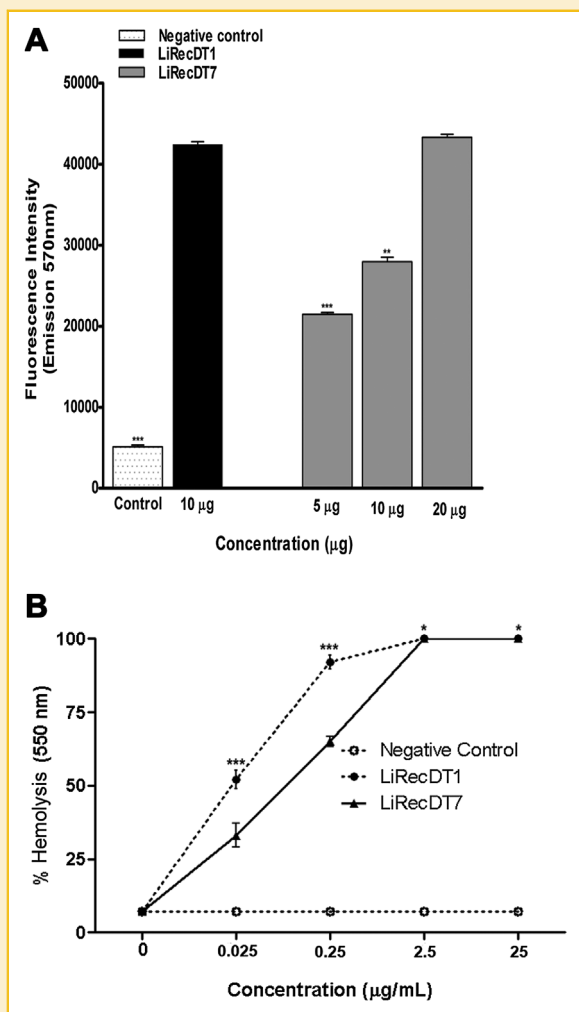 A
Negative control
LiRecDT1
LiRecDT7
Fluorescence Intensity
(Emission 570nm)
50000
40000
30000
20000
10000
0
***
***
**
Control
10 µg
5 µg
10 µg
20 µg
Concentration (µg)
B
% Hemolysis (550 nm)
100
75
50
25
0
***
***
*
*
Negative Control
LiRecDT1
LiRecDT7
0
0.025
0.25
2.5
25
Concentration (µg/mL)